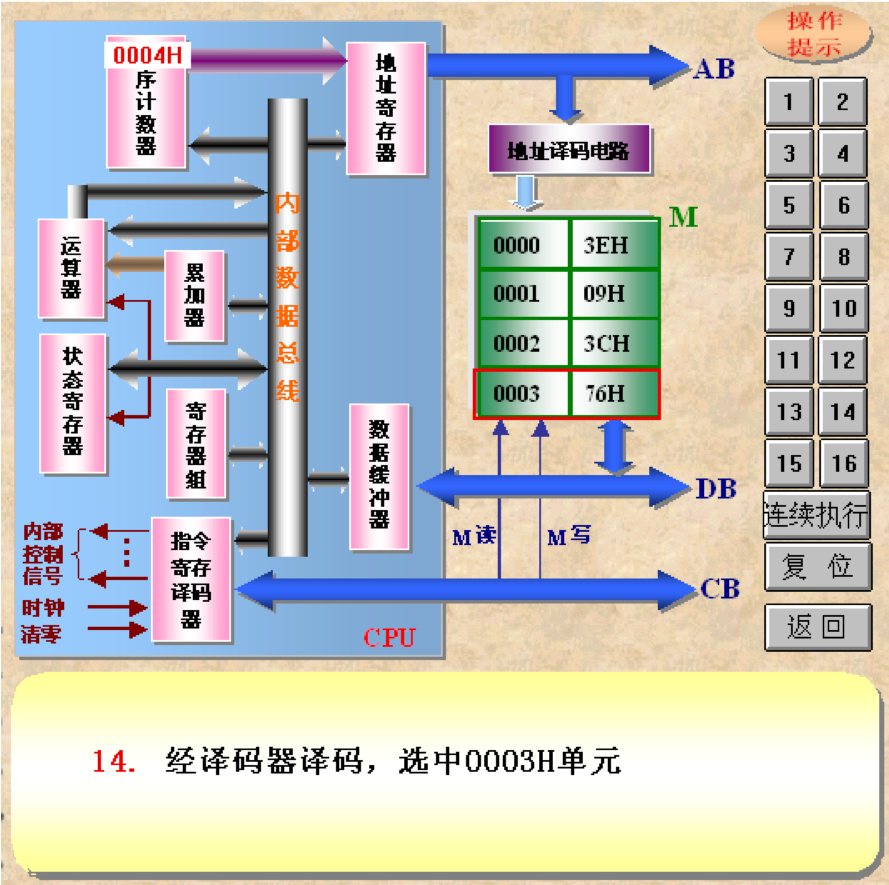 操作
提示
0004H
序计数器
地址寄存器
AB
1 2
地址译码电路
3 4
内部数据总线
M
5 6
运算器
0000 3EH
7 8
累加器
0001 09H
9 10
0002 3CH
状态寄存器
11 12
0003 76H
寄存器组
13 14
数据缓冲器
15 16
DB
连续执行
内部
控制
信号
指令
寄存
译码
器
M读 M写
复 位
CB
时钟
清零
返回
CPU
14. 经译码器译码，选中0003H单元